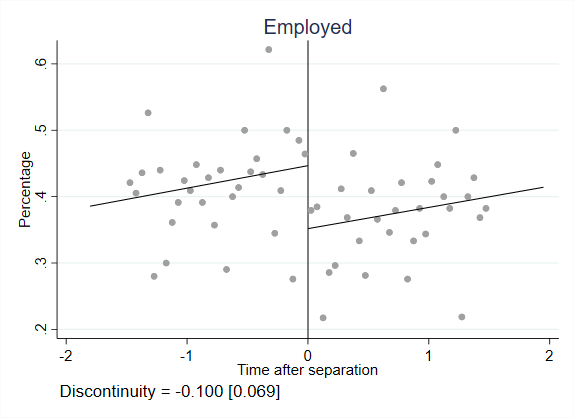 Employed
Percentage
.6
.5
.4
.3
.2
-2 -1 0 1 2
Time after separation
Discontinuity = -0.100 [0.069]